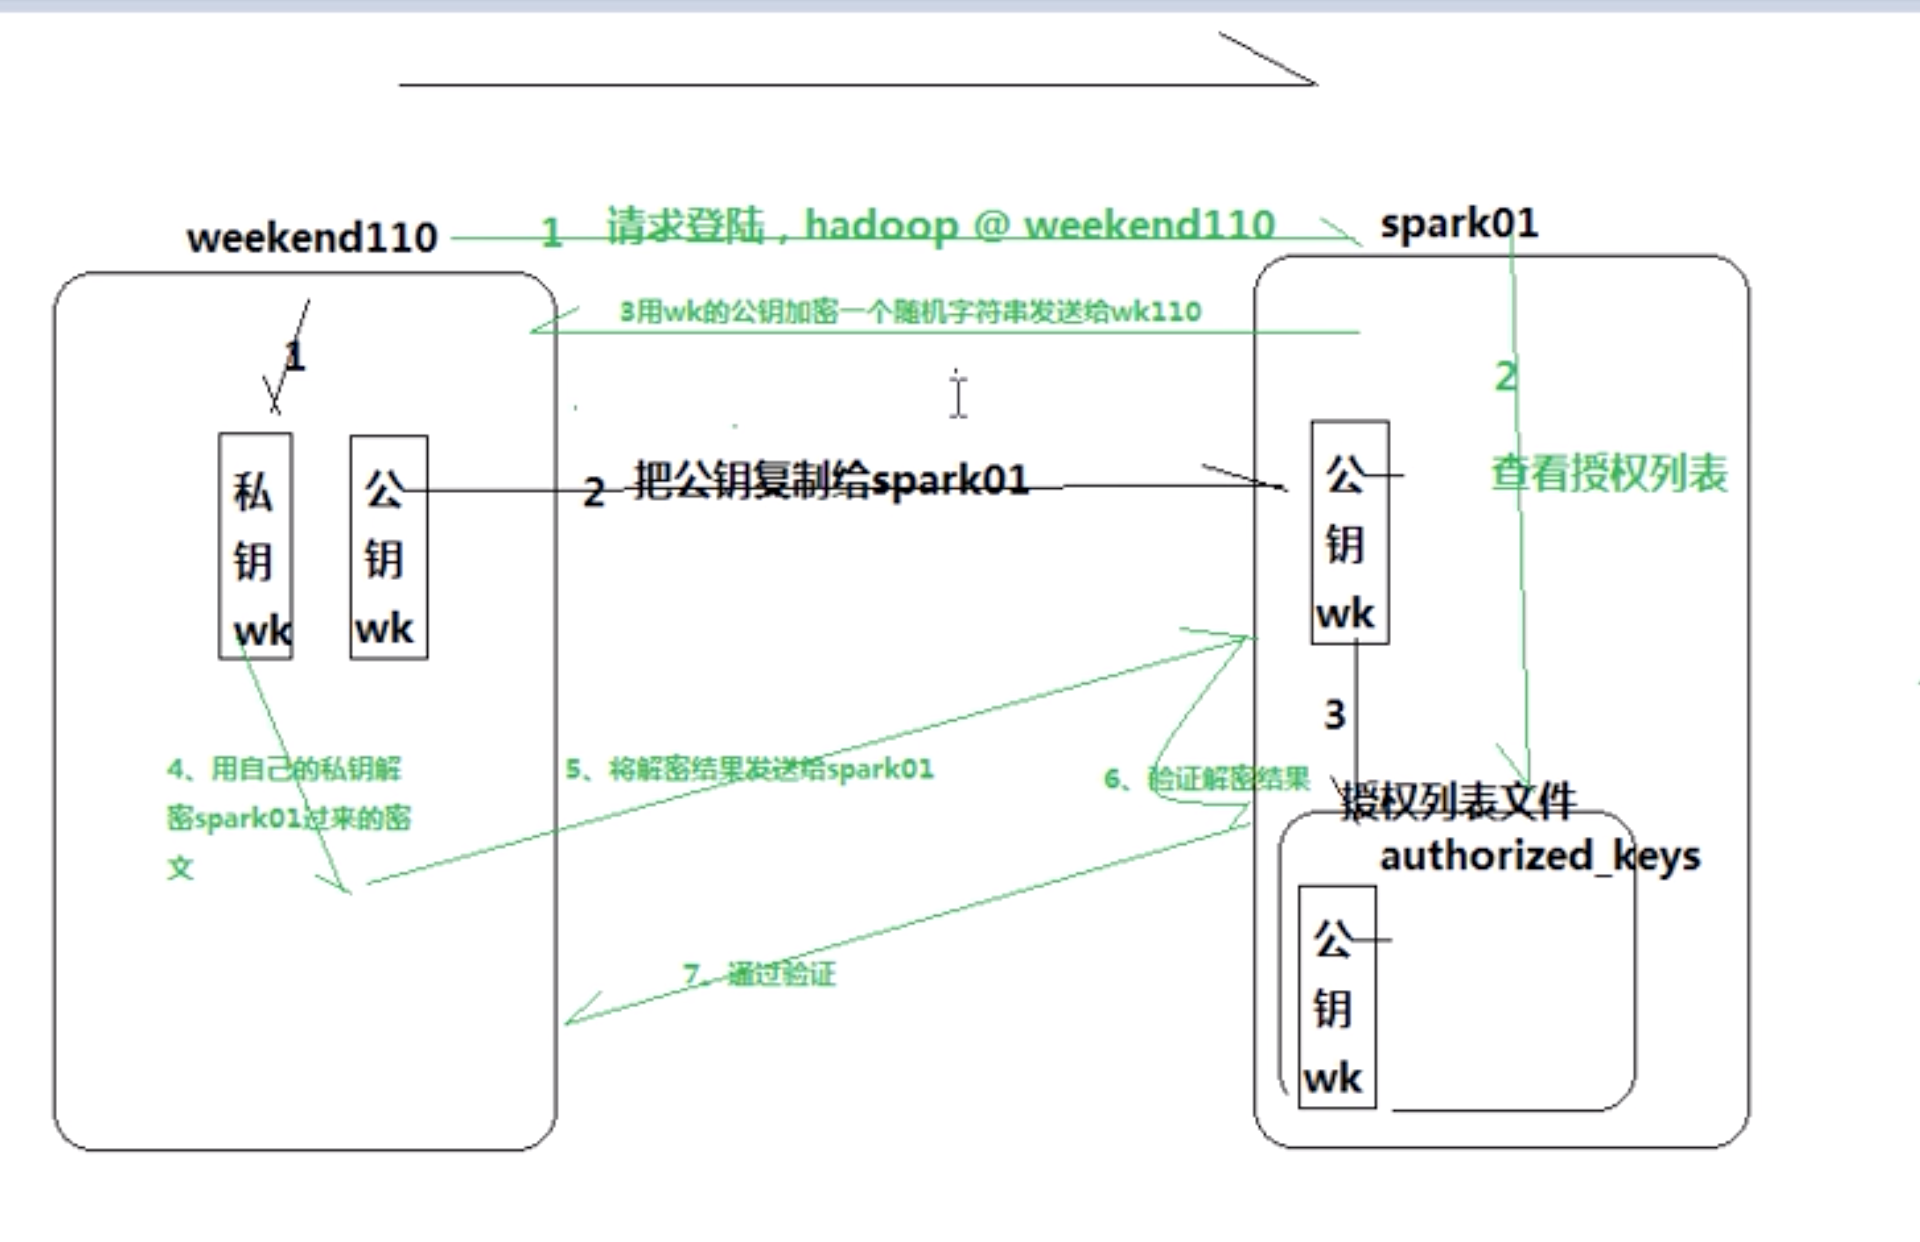 weekend110
1 请求登陆，hadoop @ weekend110
spark01
3用wk的公钥加密一个随机字符串发送给wk110
1
2
私
钥
wk
公
钥
wk
2 把公钥复制给spark01
公
钥
wk
查看授权列表
3
4、用自己的私钥解
密spark01过来的密
文
5、将解密结果发送给spark01
6、验证解密结果
授权列表文件
authorized_keys
公
钥
wk
7、通过验证